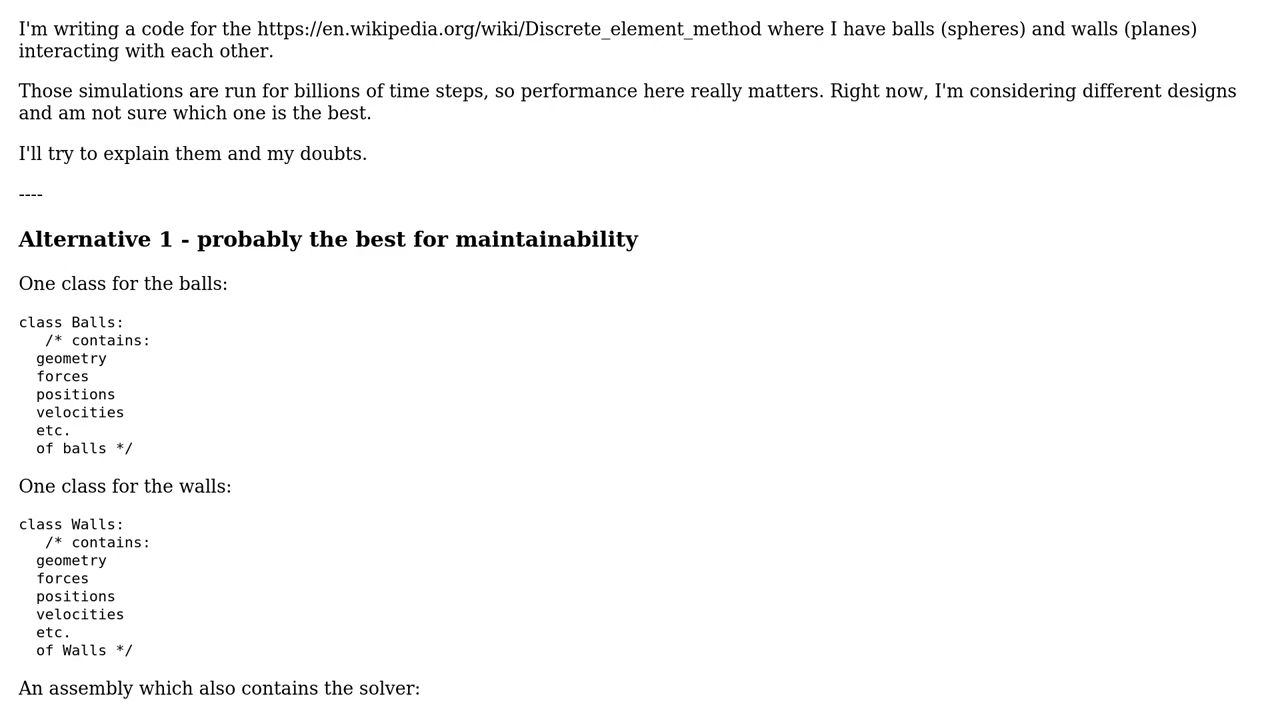 I'm writing a code for the https://en.wikipedia.org/wiki/Discrete_element_method where I have balls (spheres) and walls (planes)
interacting with each other.
Those simulations are run for billions of time steps, so performance here really matters. Right now, I'm considering different designs
and am not sure which one is the best.
I'll try to explain them and my doubts.
----
Alternative 1 - probably the best for maintainability
One class for the balls:
class Balls:
   /* contains:
  geometry
  forces
  positions
  velocities
  etc.
  of balls */
One class for the walls:
class Walls:
   /* contains:
  geometry
  forces
  positions
  velocities
  etc.
  of Walls */
An assembly which also contains the solver: